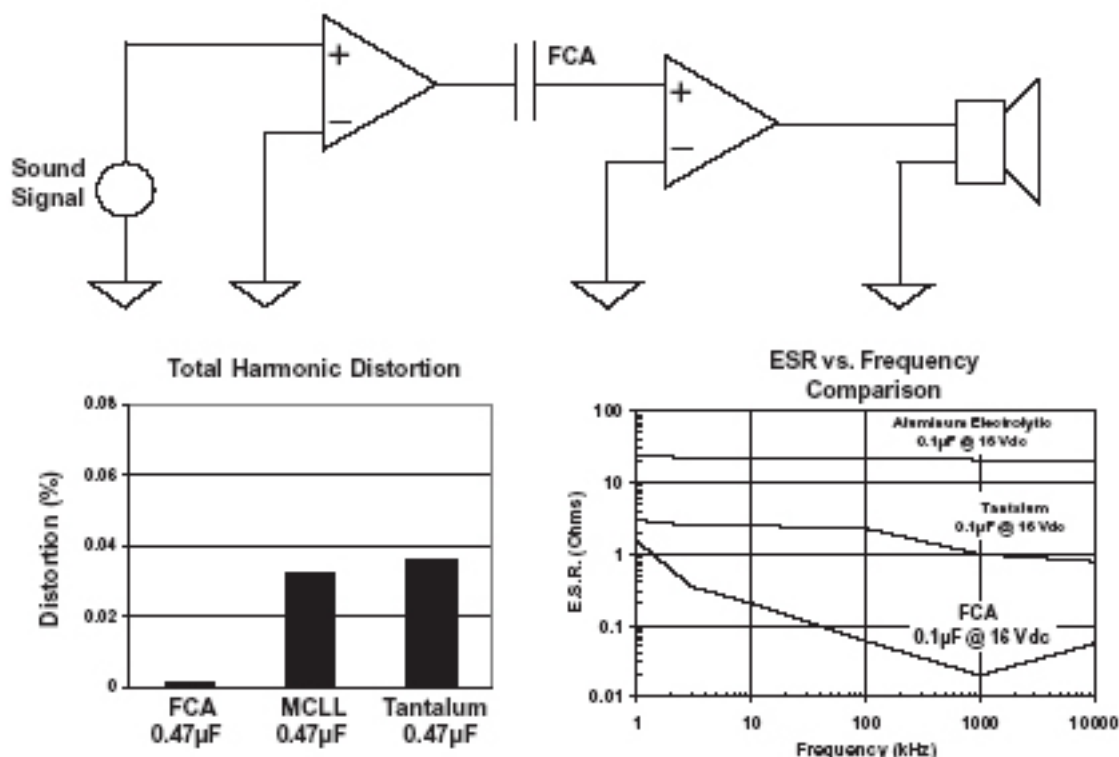 FCA
+
−
+
−
Sound
Signal
Total Harmonic Distortion
Distortion (%)
0.08
0.06
0.04
0.02
0
FCA
0.47µF
MCLL
0.47µF
Tantalum
0.47µF
ESR vs. Frequency
Comparison
E.S.R. (Ohms)
100
10
1
0.1
0.01
Aluminum Electrolytic
0.1µF @ 16 Vdc
Tantalum
0.1µF @ 16 Vdc
FCA
0.1µF @ 16 Vdc
1
10
100
1000
10000
Frequency (kHz)